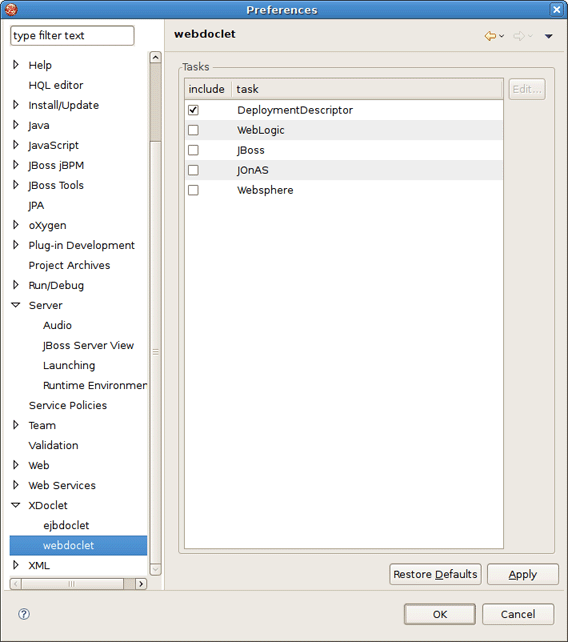 Preferences
type filter text
webdoclet
Help
HQL editor
Install/Update
Java
JavaScript
JBoss jBPM
JBoss Tools
JPA
oXygen
Plug-in Development
Project Archives
Run/Debug
Server
Audio
JBoss Server View
Launching
Runtime Environmen
Service Policies
Team
Validation
Web
Web Services
XDoclet
ejbdoclet
webdoclet
XML
Tasks
include task
Edit...
DeploymentDescriptor
WebLogic
JBoss
JOnAS
Websphere
Restore Defaults Apply
? OK Cancel